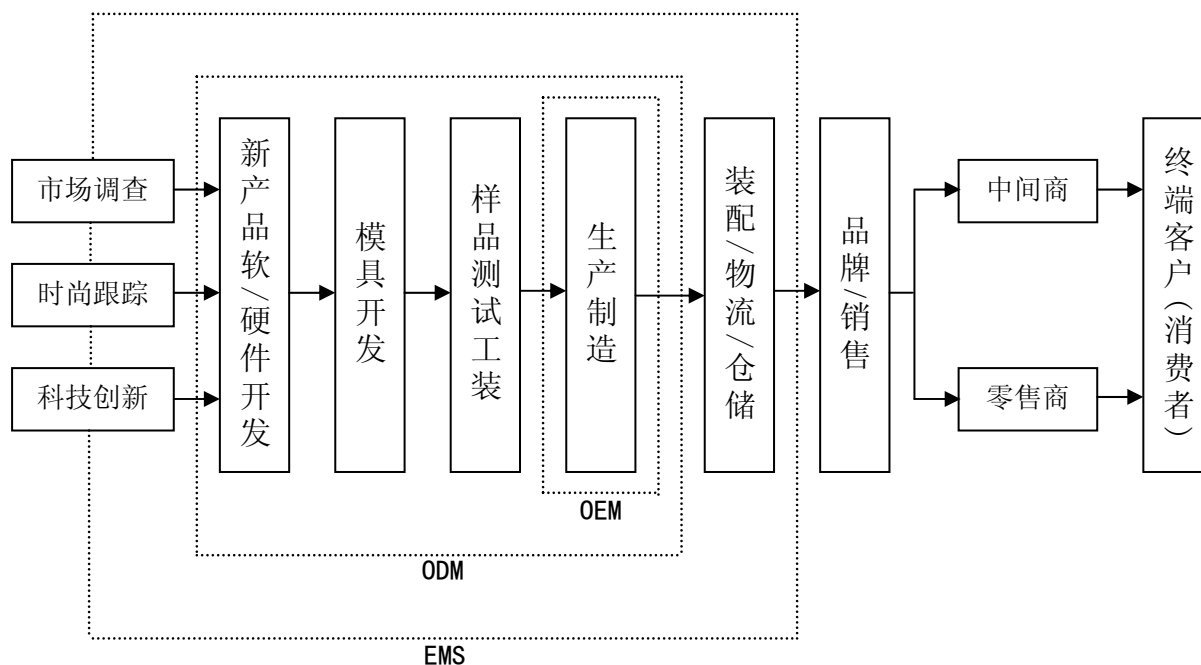 市场调查
时尚跟踪
科技创新
新产品软/硬件开发
模具开发
样品测试工装
生产制造
OEM
ODM
EMS
装配/物流/仓储
品牌/销售
中间商
零售商
终端客户(消费者)